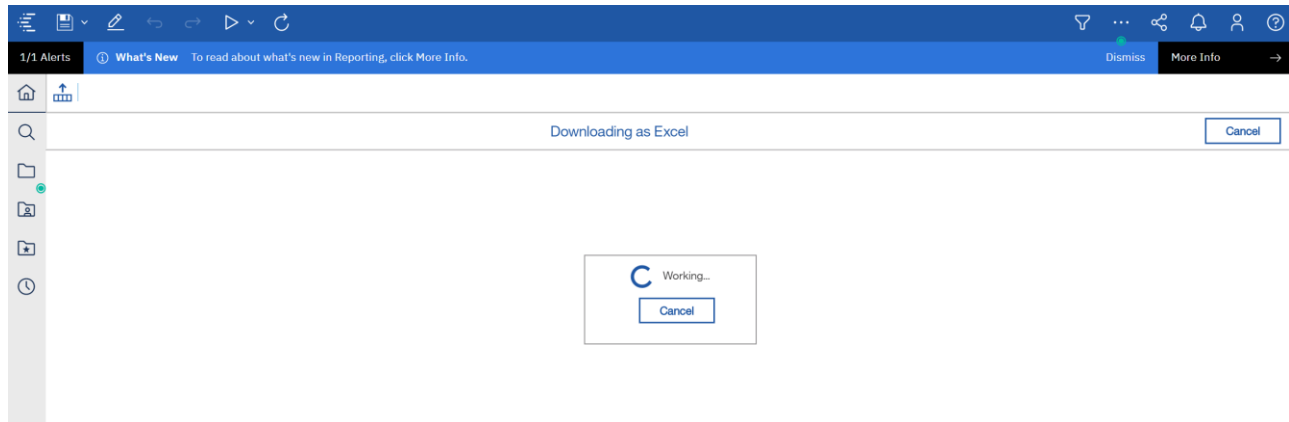 1/1 Alerts What's New To read about what's new in Reporting, click More Info. Dismiss More Info →
Downloading as Excel Cancel
Working...
Cancel